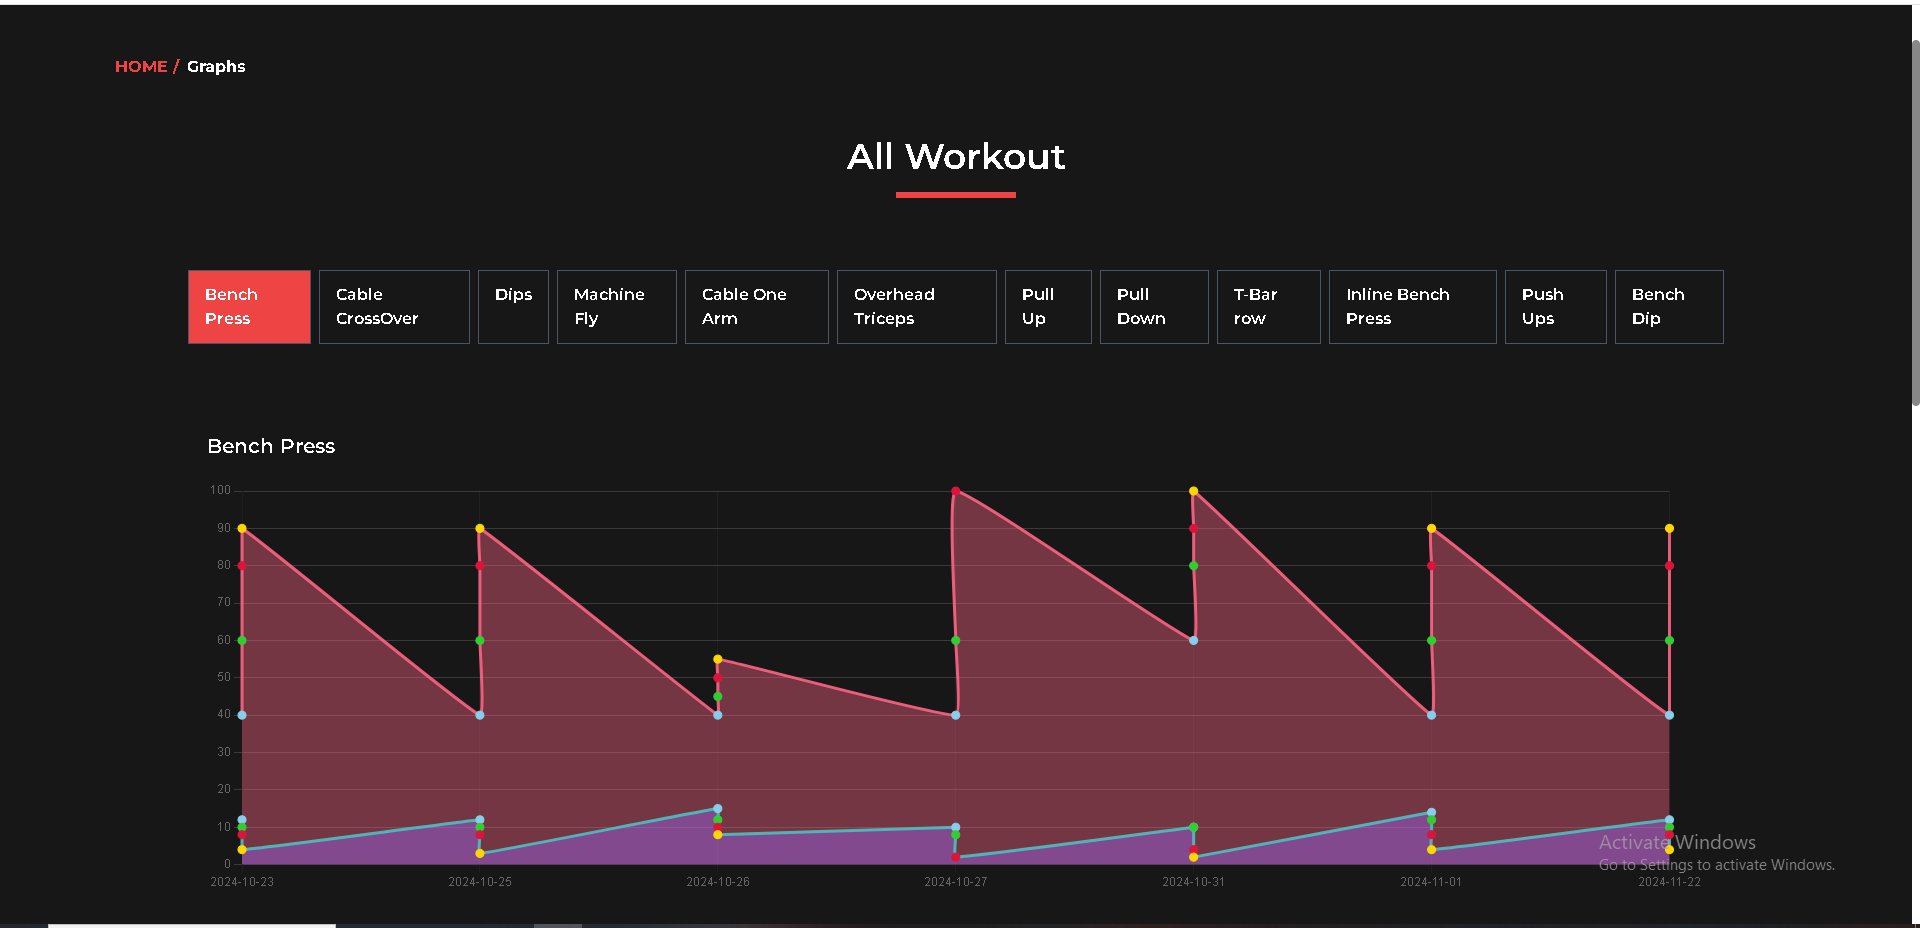 HOME / Graphs
All Workout
Bench Press
Cable CrossOver
Dips
Machine Fly
Cable One Arm
Overhead Triceps
Pull Up
Pull Down
T-Bar row
Inline Bench Press
Push Ups
Bench Dip
Bench Press
100
90
80
70
60
50
40
30
20
10
0
2024-10-23 2024-10-25 2024-10-26 2024-10-27 2024-10-31 2024-11-01 2024-11-22
Activate Windows
Go to Settings to activate Windows.